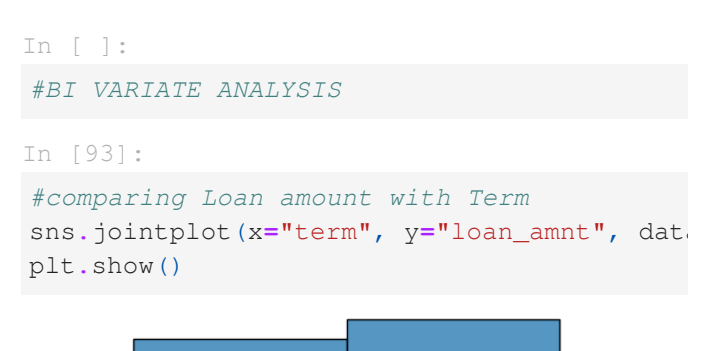 In [ ]:
#BI VARIATE ANALYSIS
In [93]:
#comparing Loan amount with Term
sns.jointplot(x="term", y="loan_amnt", dat
plt.show()